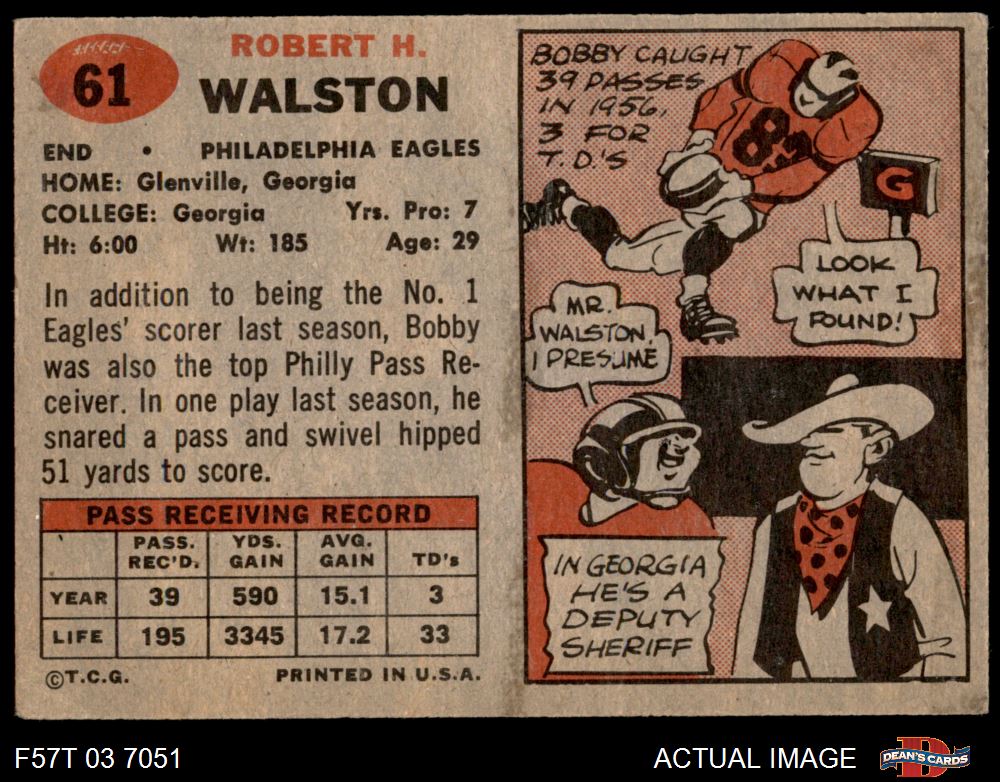 61
ROBERT H.
WALSTON
END • PHILADELPHIA EAGLES
HOME: Glenville, Georgia
COLLEGE: Georgia Yrs. Pro: 7
Ht: 6:00 Wt: 185 Age: 29
In addition to being the No. 1
Eagles' scorer last season, Bobby
was also the top Philly Pass Re-
ceiver. In one play last season, he
snared a pass and swivel hipped
51 yards to score.
PASS RECEIVING RECORD
PASS. REC'D. YDS. GAIN AVG. GAIN TD's
YEAR 39 590 15.1 3
LIFE 195 3345 17.2 33
©T.C.G. PRINTED IN U.S.A.
BOBBY CAUGHT
39 PASSES
IN 1956,
3 FOR
T.D'S
83
G
LOOK
WHAT I
FOUND!
MR.
WALSTON,
I PRESUME
IN GEORGIA
HE'S A
DEPUTY
SHERIFF
F57T 03 7051
ACTUAL IMAGE
DEAN'S CARDS